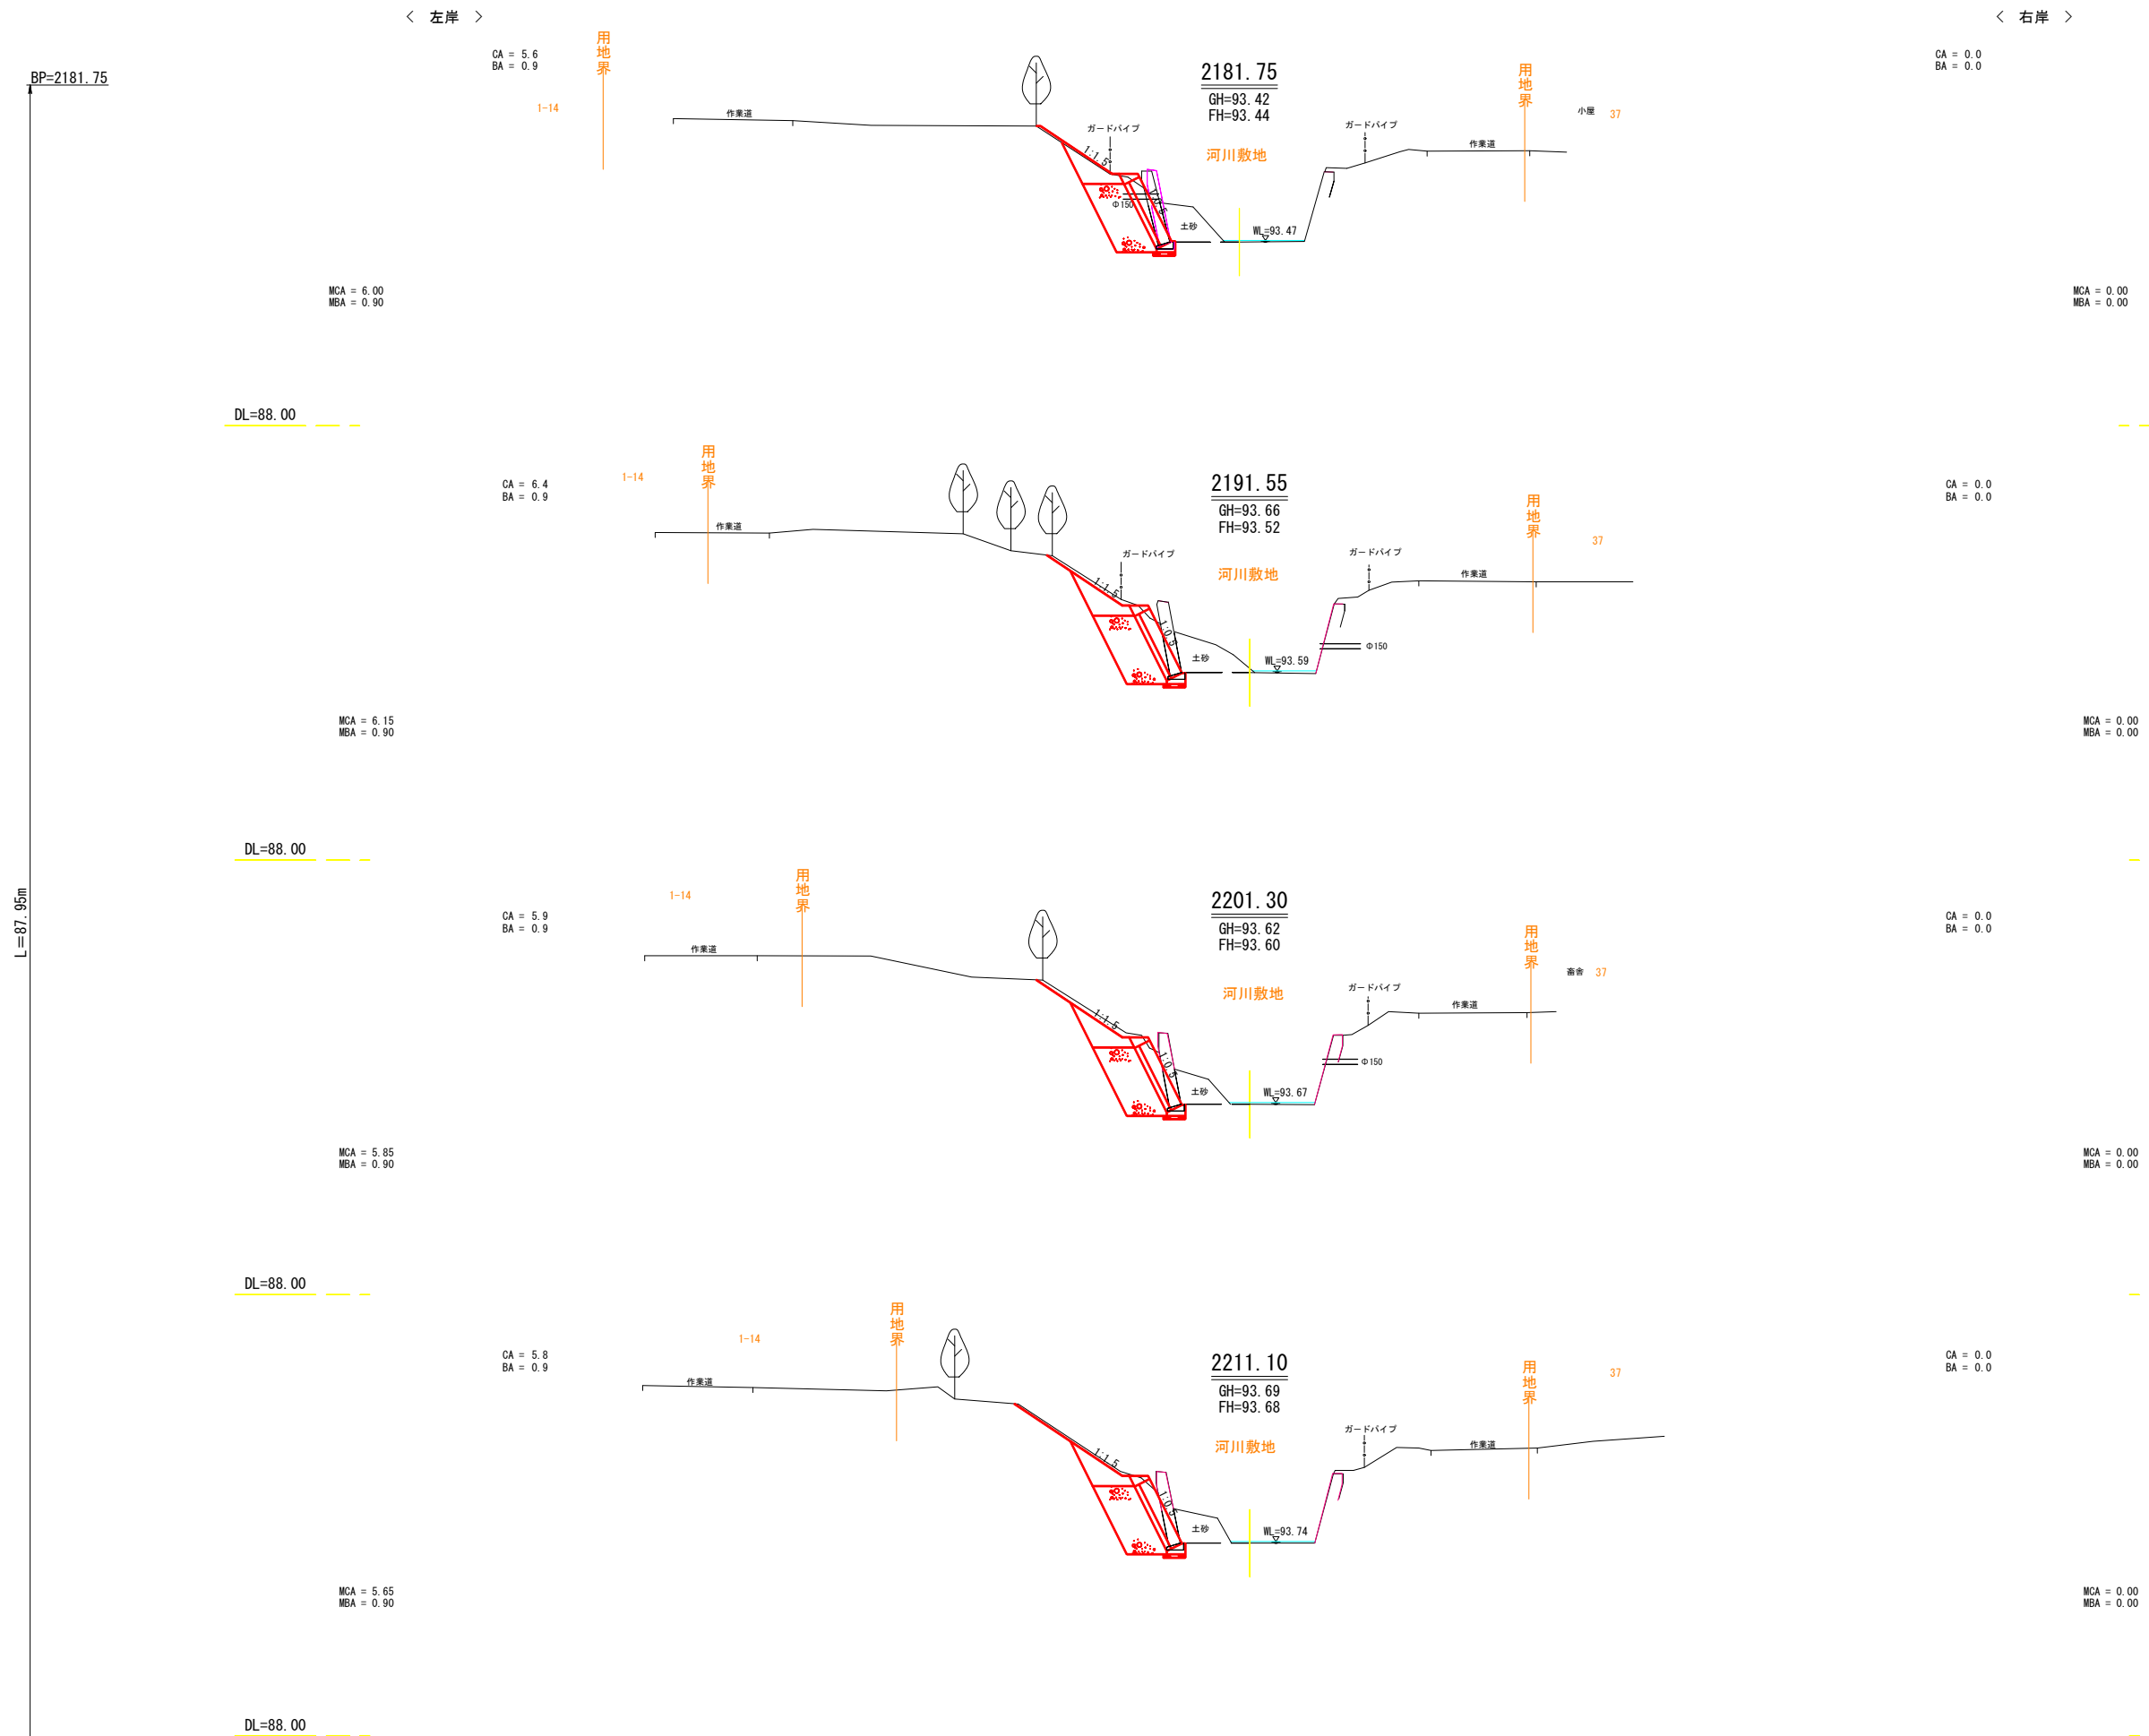 〈 左岸 〉
〈 右岸 〉
BP=2181.75
L=87.95m
CA = 5.6
BA = 0.9
用地界
1-14
作業道
ガードパイプ
1:1.5
Φ150
土砂
2181.75
GH=93.42
FH=93.44
河川敷地
WL=93.47
ガードパイプ
作業道
用地界
小屋
37
CA = 0.0
BA = 0.0
MCA = 6.00
MBA = 0.90
MCA = 0.00
MBA = 0.00
DL=88.00
CA = 6.4
BA = 0.9
1-14
用地界
作業道
ガードパイプ
1:1.5
1:0.5
土砂
2191.55
GH=93.66
FH=93.52
河川敷地
WL=93.59
ガードパイプ
Φ150
作業道
用地界
37
CA = 0.0
BA = 0.0
MCA = 6.15
MBA = 0.90
MCA = 0.00
MBA = 0.00
DL=88.00
CA = 5.9
BA = 0.9
1-14
用地界
作業道
1:1.5
1:0.5
土砂
2201.30
GH=93.62
FH=93.60
河川敷地
WL=93.67
ガードパイプ
Φ150
作業道
用地界
畜舎
37
CA = 0.0
BA = 0.0
MCA = 5.85
MBA = 0.90
MCA = 0.00
MBA = 0.00
DL=88.00
CA = 5.8
BA = 0.9
1-14
用地界
作業道
1:1.5
1:0.5
土砂
2211.10
GH=93.69
FH=93.68
河川敷地
WL=93.74
ガードパイプ
作業道
用地界
37
CA = 0.0
BA = 0.0
MCA = 5.65
MBA = 0.90
MCA = 0.00
MBA = 0.00
DL=88.00